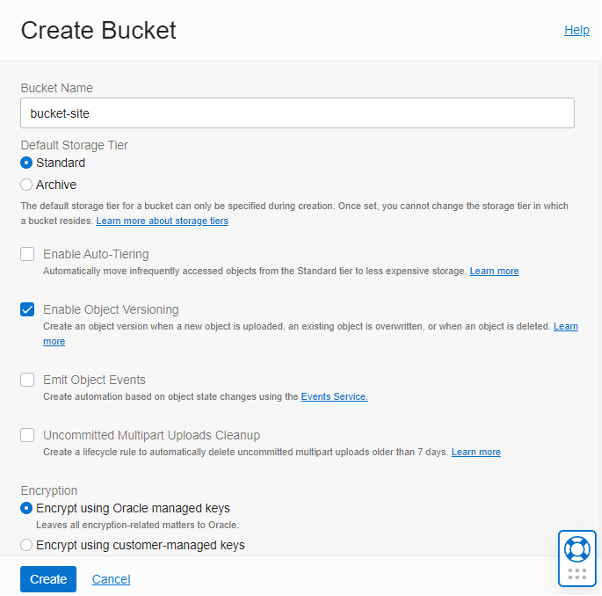 Create Bucket
Help
Bucket Name
bucket-site
Default Storage Tier
Standard
Archive
The default storage tier for a bucket can only be specified during creation. Once set, you cannot change the storage tier in which
a bucket resides. Learn more about storage tiers
Enable Auto-Tiering
Automatically move infrequently accessed objects from the Standard tier to less expensive storage. Learn more
Enable Object Versioning
Create an object version when a new object is uploaded, an existing object is overwritten, or when an object is deleted. Learn
more
Emit Object Events
Create automation based on object state changes using the Events Service.
Uncommitted Multipart Uploads Cleanup
Create a lifecycle rule to automatically delete uncommitted multipart uploads older than 7 days. Learn more
Encryption
Encrypt using Oracle managed keys
Leaves all encryption-related matters to Oracle.
Encrypt using customer-managed keys
Create
Cancel